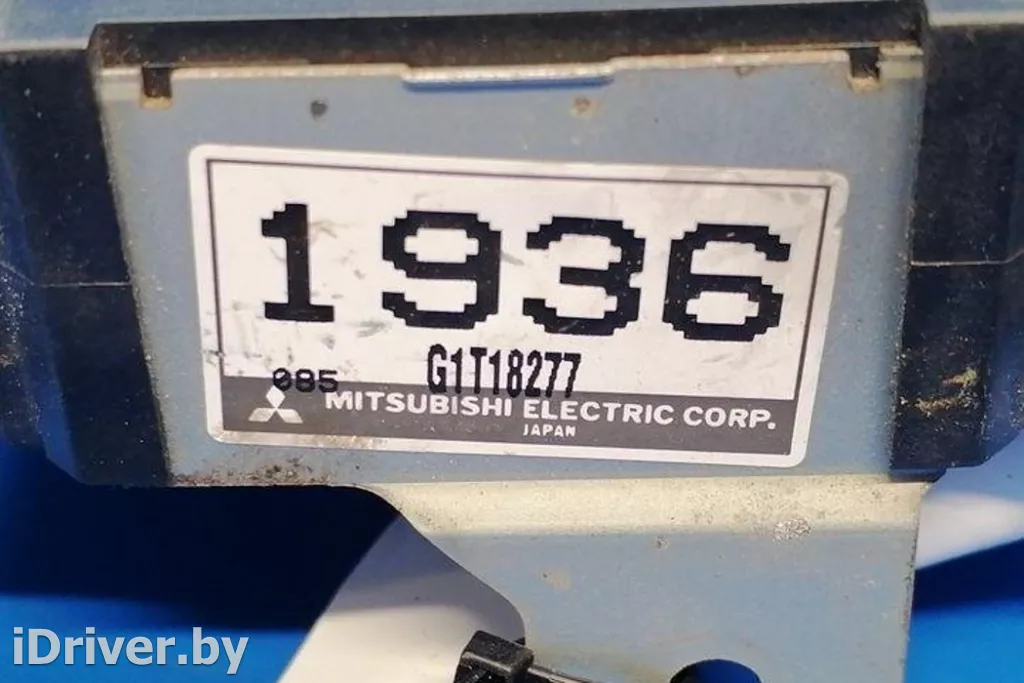 1936
G1T18277
085
MITSUBISHI ELECTRIC CORP.
JAPAN
iDriver.by